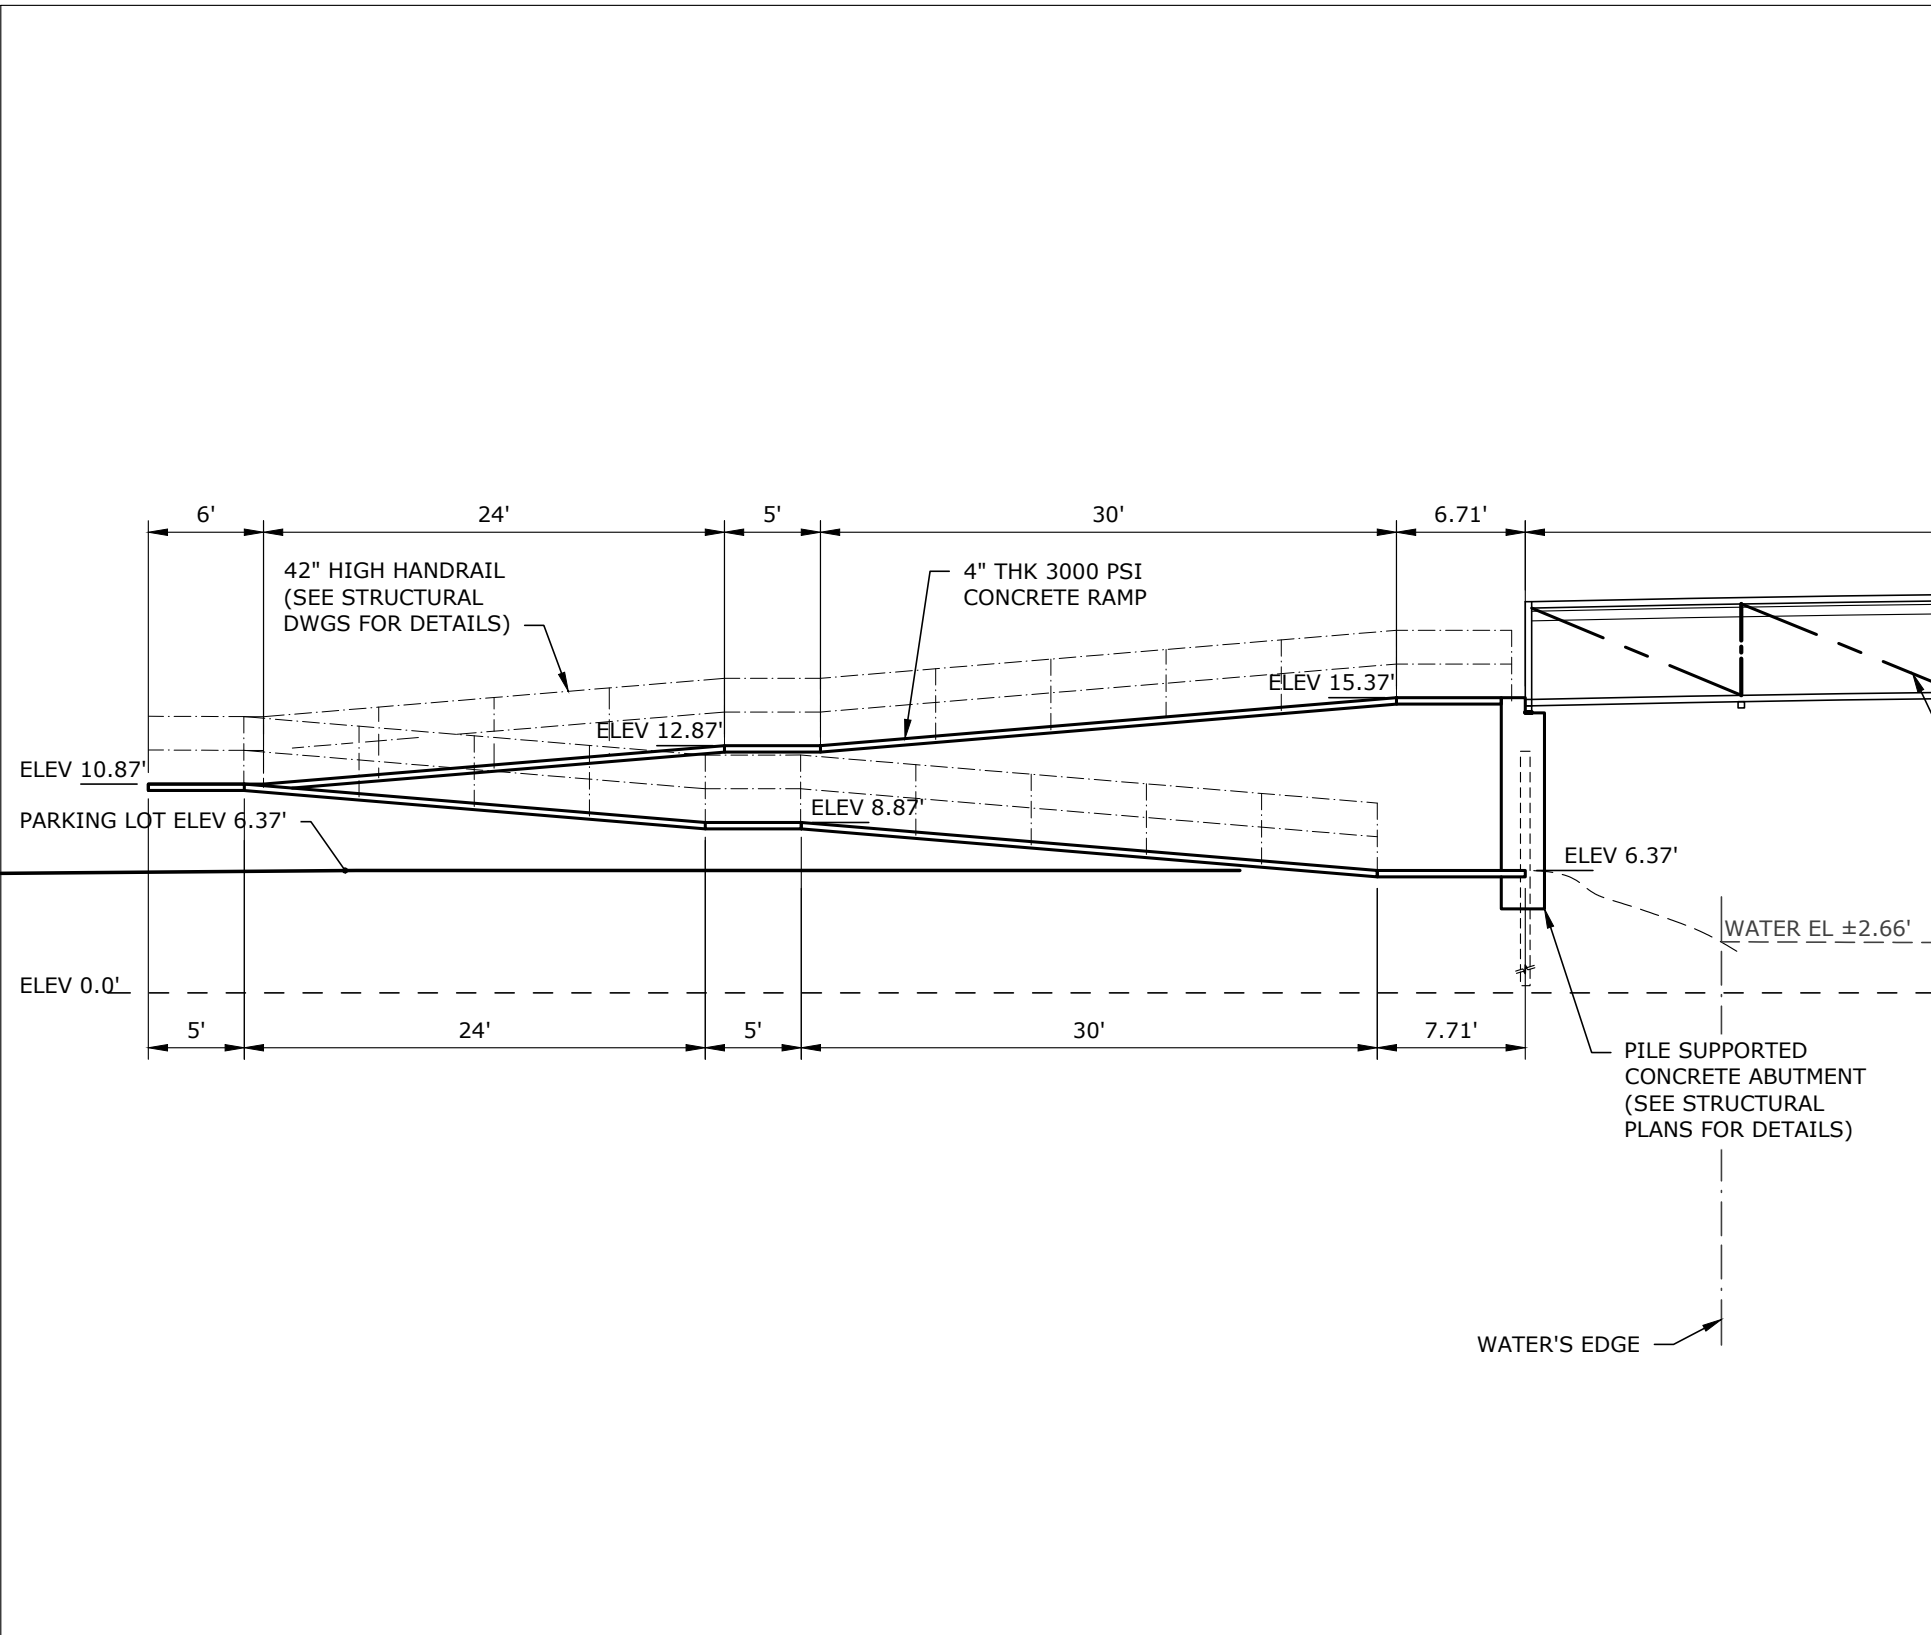 6'
24'
5'
30'
6.71'
42" HIGH HANDRAIL
(SEE STRUCTURAL
DWGS FOR DETAILS)
4" THK 3000 PSI
CONCRETE RAMP
ELEV 15.37'
ELEV 12.87'
ELEV 10.87'
ELEV 8.87'
PARKING LOT ELEV 6.37'
ELEV 6.37'
WATER EL ±2.66'
ELEV 0.0'
5'
24'
5'
30'
7.71'
PILE SUPPORTED
CONCRETE ABUTMENT
(SEE STRUCTURAL
PLANS FOR DETAILS)
WATER'S EDGE